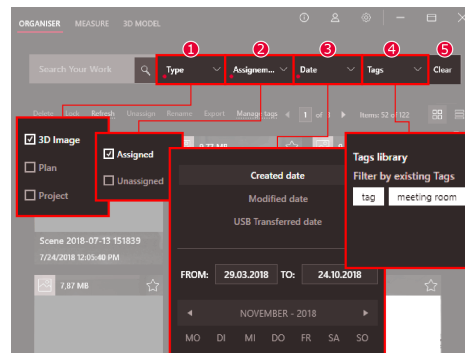 ORGANISER MEASURE 3D MODEL
1 2 3 4 5
Search Your Work Type Assignem... Date Tags Clear
Delete Lock Refresh Unassign Rename Export Manage tags 1 of Items: 52 of 122
3D Image
Plan
Project
Assigned
Unassigned
9,77 MB
Created date
Modified date
USB Transferred date
FROM: 29.03.2018 TO: 24.10.2018
NOVEMBER - 2018
MO DI MI DO FR SA SO
Tags library
Filter by existing Tags
tag meeting room
Scene 2018-07-13 151839
7/24/2018 12:05:40 PM
7,87 MB